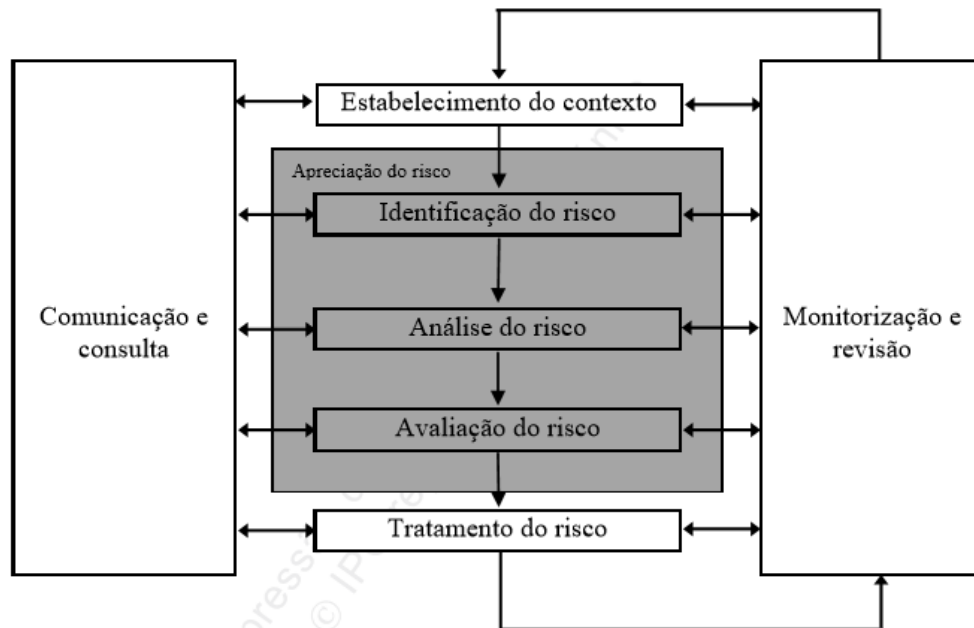 Estabelecimento do contexto
Apreciação do risco
Identificação do risco
Comunicação e
consulta
Análise do risco
Monitorização e
revisão
Avaliação do risco
Tratamento do risco